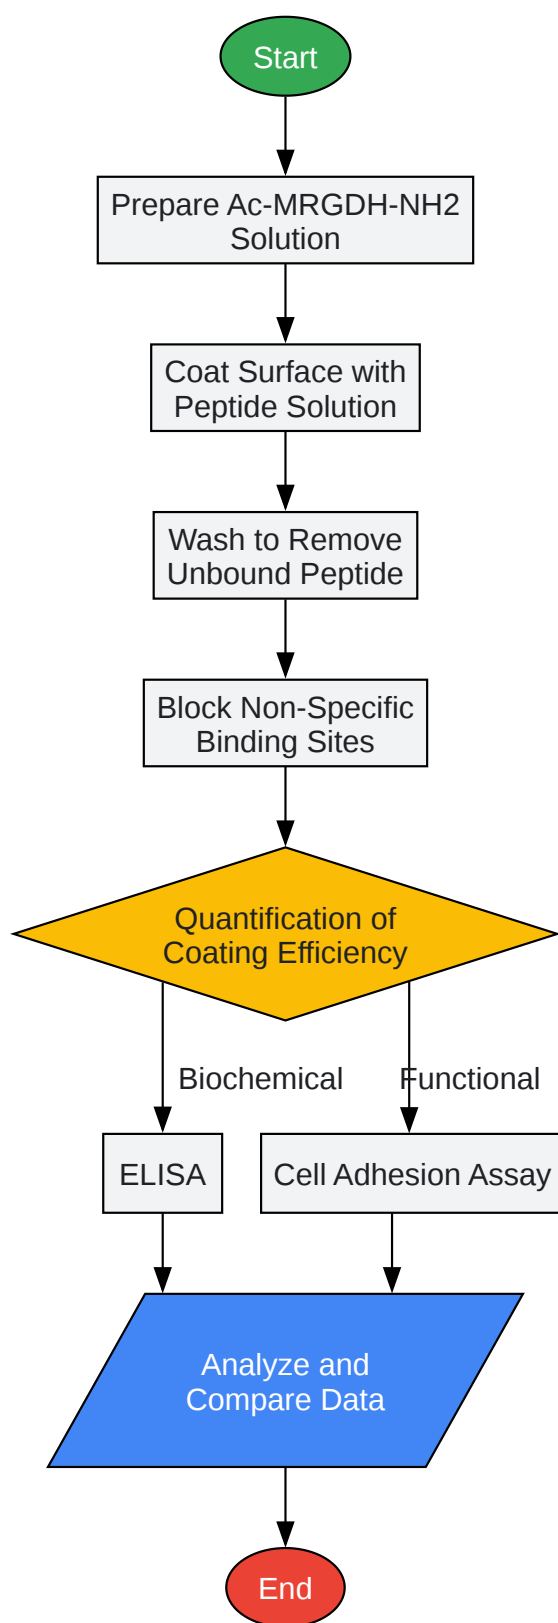 Start
Prepare Ac-MRGDH-NH2
Solution
Coat Surface with
Peptide Solution
Wash to Remove
Unbound Peptide
Block Non-Specific
Binding Sites
Quantification of
Coating Efficiency
Biochemical
Functional
ELISA
Cell Adhesion Assay
Analyze and
Compare Data
End